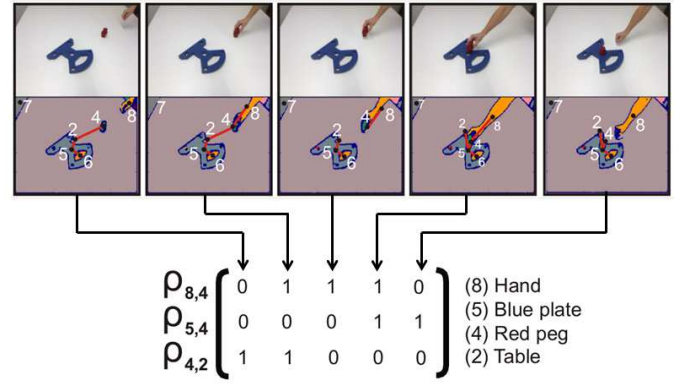 7 2 4 8 5 6
7 2 4 8 5 6
7 2 4 8 5 6
7 2 8 4 5 6
7 2 4 8 5 6
ρ8,4 0 1 1 1 0
ρ5,4 0 0 0 1 1
ρ4,2 1 1 0 0 0
(8) Hand
(5) Blue plate
(4) Red peg
(2) Table